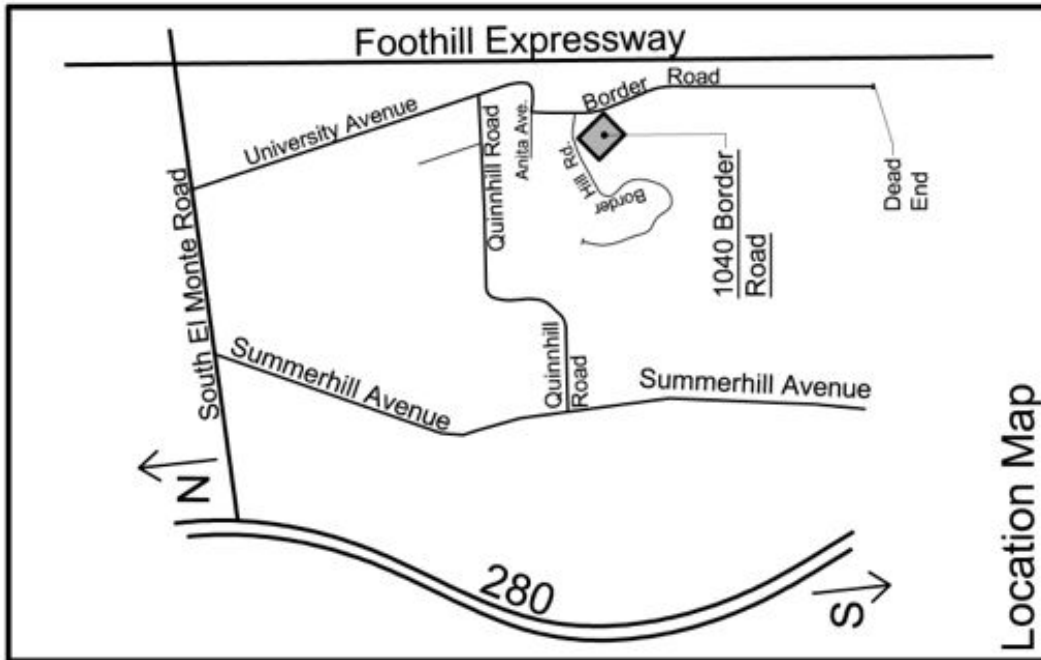 Foothill Expressway
Border Road
University Avenue
Quinnhill Road
Anita Ave.
Border
Hill Rd.
1040 Border
Road
Dead
End
South El Monte Road
Summerhill Avenue
Quinnhill
Road
Summerhill Avenue
N
280
S
Location Map